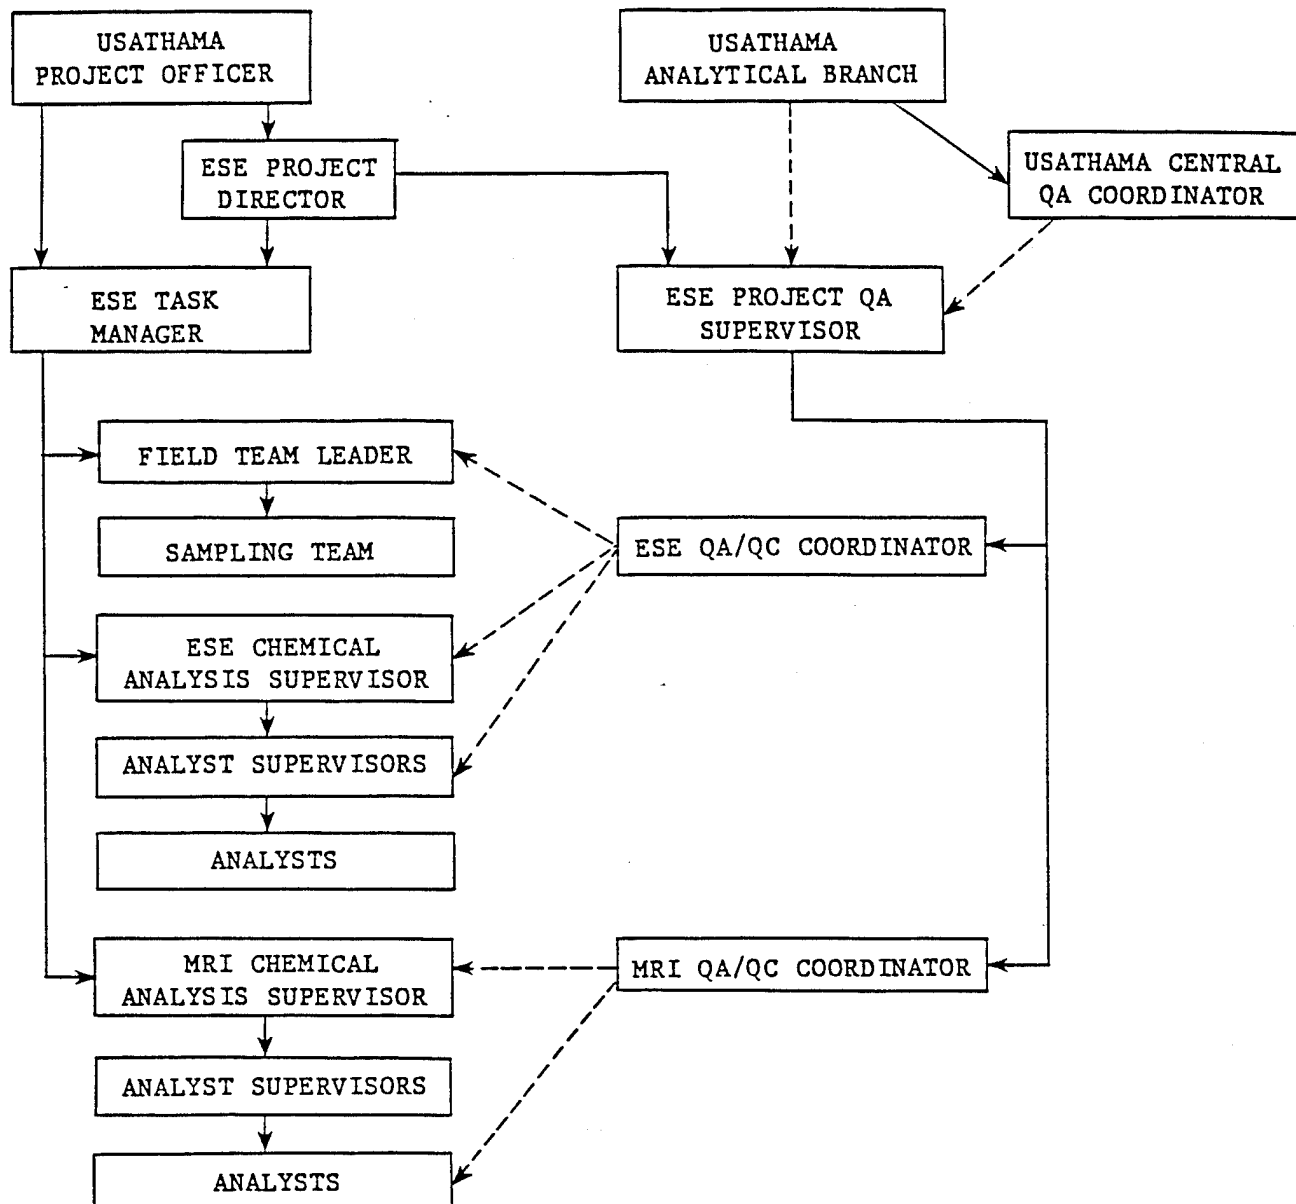 USATHAMA
PROJECT OFFICER
USATHAMA
ANALYTICAL BRANCH
ESE PROJECT
DIRECTOR
USATHAMA CENTRAL
QA COORDINATOR
ESE TASK
MANAGER
ESE PROJECT QA
SUPERVISOR
FIELD TEAM LEADER
SAMPLING TEAM
ESE QA/QC COORDINATOR
ESE CHEMICAL
ANALYSIS SUPERVISOR
ANALYST SUPERVISORS
ANALYSTS
MRI CHEMICAL
ANALYSIS SUPERVISOR
MRI QA/QC COORDINATOR
ANALYST SUPERVISORS
ANALYSTS